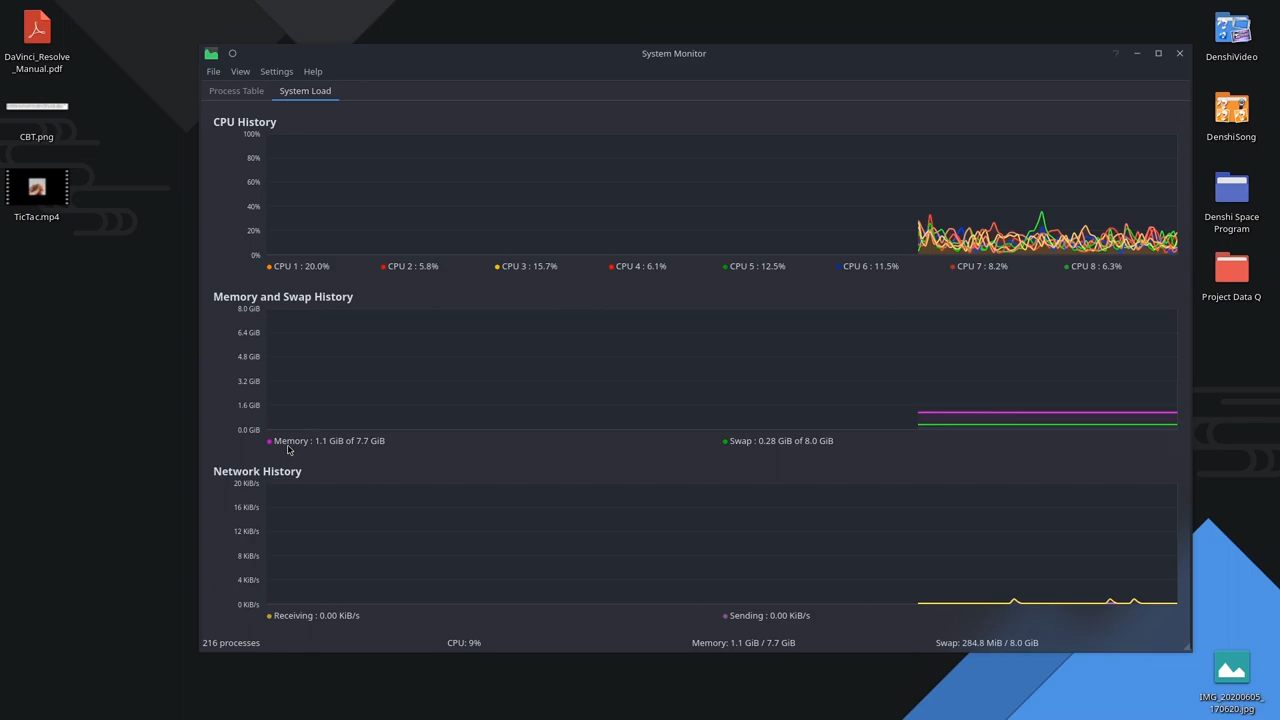 DaVinci_Resolve
_Manual.pdf
CBT.png
TicTac.mp4
System Monitor
File View Settings Help
Process Table System Load
CPU History
100%
80%
60%
40%
20%
0%
CPU 1 : 20.0% CPU 2 : 5.8% CPU 3 : 15.7% CPU 4 : 6.1% CPU 5 : 12.5% CPU 6 : 11.5% CPU 7 : 8.2% CPU 8 : 6.3%
Memory and Swap History
8.0 GiB
6.4 GiB
4.8 GiB
3.2 GiB
1.6 GiB
0.0 GiB
Memory : 1.1 GiB of 7.7 GiB Swap : 0.28 GiB of 8.0 GiB
Network History
20 KiB/s
16 KiB/s
12 KiB/s
8 KiB/s
4 KiB/s
0 KiB/s
Receiving : 0.00 KiB/s Sending : 0.00 KiB/s
216 processes CPU: 9% Memory: 1.1 GiB / 7.7 GiB Swap: 284.8 MiB / 8.0 GiB
DenshiVideo
DenshiSong
Denshi Space
Program
Project Data Q
IMG_20200605_
170620.jpg